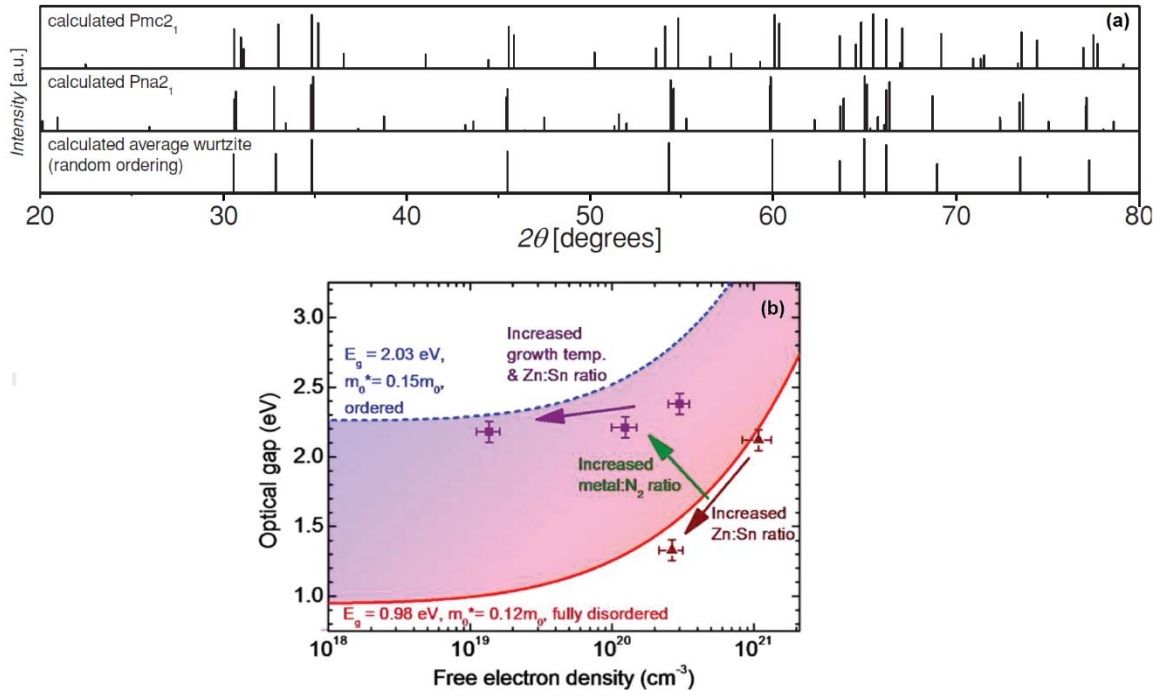 (a)
calculated Pmc2₁
calculated Pna2₁
calculated average wurtzite
(random ordering)
Intensity [a.u.]
20 30 40 50 60 70 80
2θ [degrees]
(b)
3.0
2.5
2.0
1.5
1.0
Optical gap (eV)
E_g = 2.03 eV,
m₀*= 0.15m₀,
ordered
Increased
growth temp.
& Zn:Sn ratio
Increased
metal:N₂ ratio
Increased
Zn:Sn ratio
E_g = 0.98 eV, m₀*= 0.12m₀, fully disordered
10¹⁸ 10¹⁹ 10²⁰ 10²¹
Free electron density (cm⁻³)